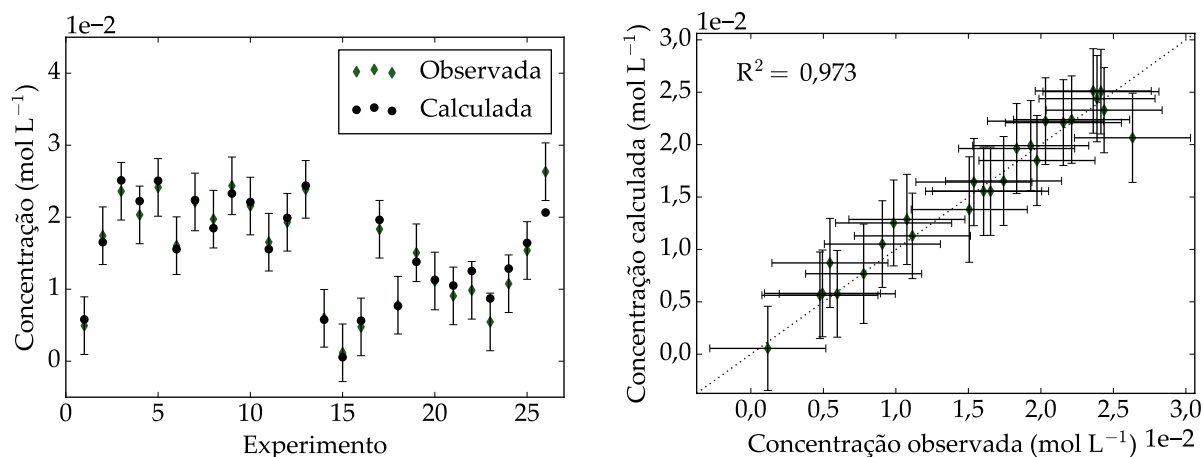 1e−2
4
3
2
1
0
Concentração (mol L−1)
Observada
Calculada
0 5 10 15 20 25
Experimento
1e−2
R2 = 0,973
3,0
2,5
2,0
1,5
1,0
0,5
0,0
Concentração calculada (mol L−1)
0,0 0,5 1,0 1,5 2,0 2,5 3,0
Concentração observada (mol L−1) 1e−2